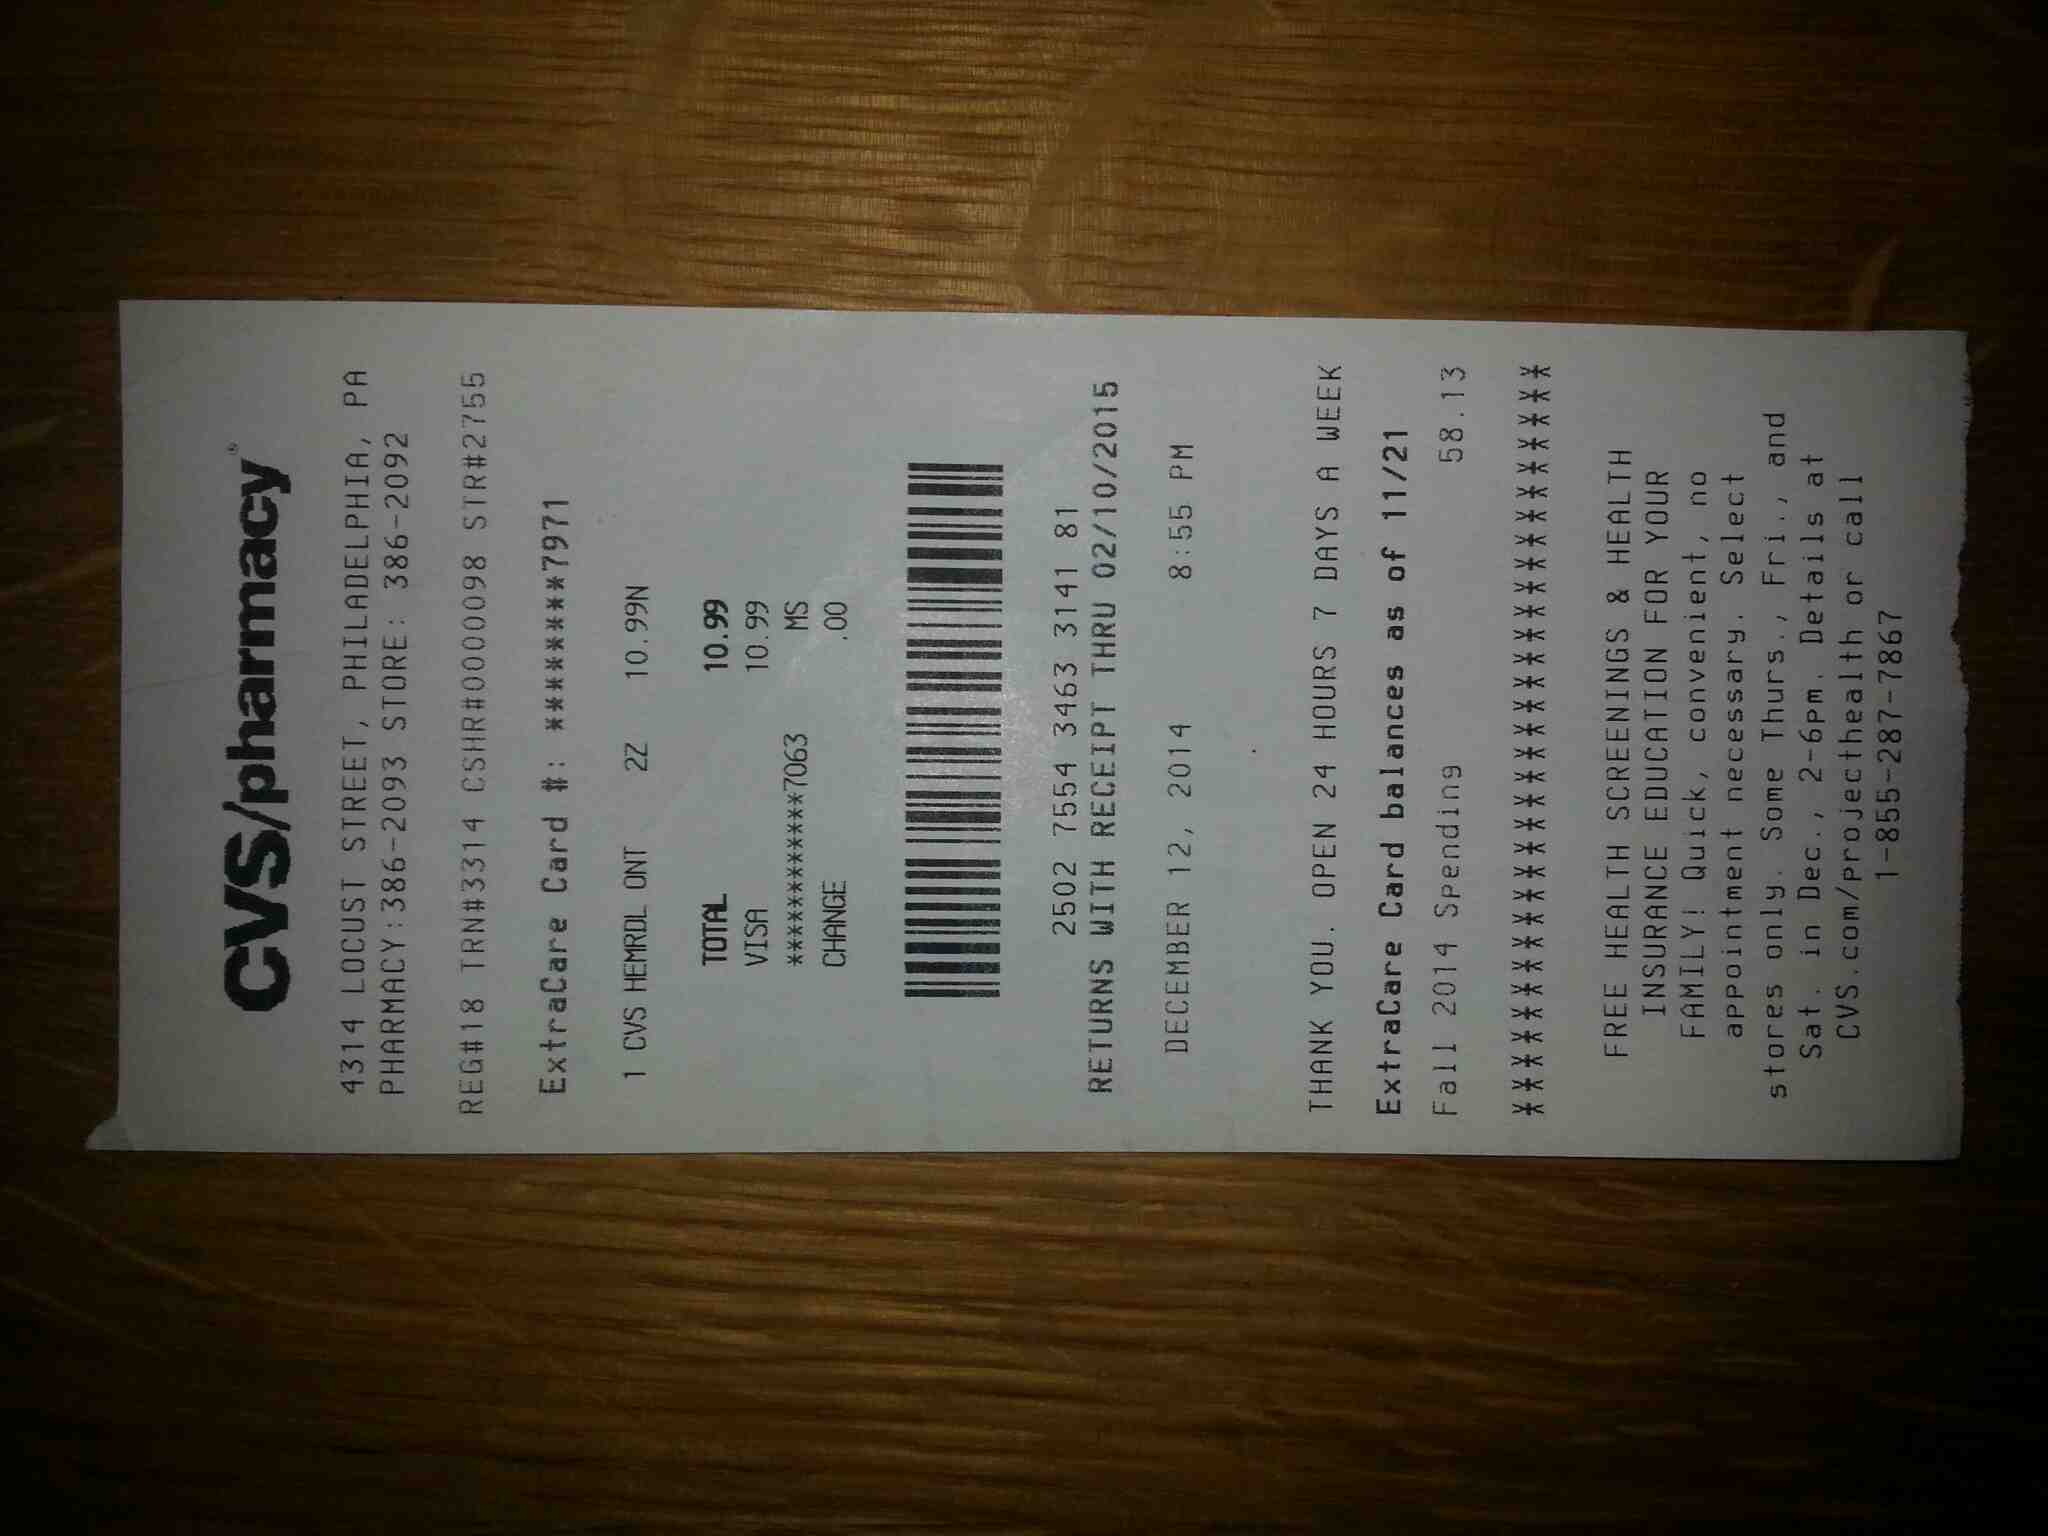 CVS/pharmacy®
4314 LOCUST STREET, PHILADELPHIA, PA
PHARMACY:386-2093 STORE: 386-2092
REG#18 TRN#3314 CSHR#0000098 STR#2755
ExtraCare Card #: ********7971
1 CVS HEMRDL ONT 2Z 10.99N
TOTAL 10.99
VISA 10.99
************7063 MS
CHANGE .00
2502 7554 3463 3141 81
RETURNS WITH RECEIPT THRU 02/10/2015
DECEMBER 12, 2014 8:55 PM
THANK YOU. OPEN 24 HOURS 7 DAYS A WEEK
ExtraCare Card balances as of 11/21
Fall 2014 Spending 58.13
**************************************
FREE HEALTH SCREENINGS & HEALTH
INSURANCE EDUCATION FOR YOUR
FAMILY! Quick, convenient, no
appointment necessary. Select
stores only. Some Thurs., Fri., and
Sat. in Dec., 2-6pm. Details at
CVS.com/projecthealth or call
1-855-287-7867